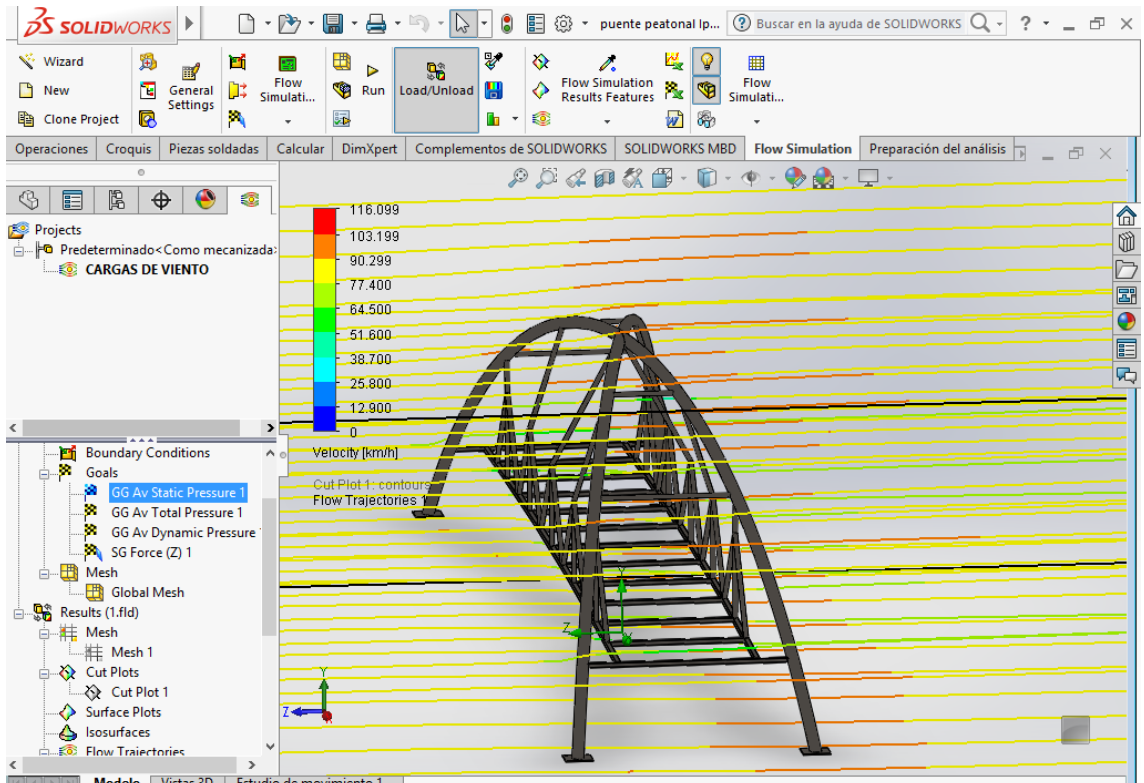 SOLIDWORKS
puente peatonal Ip...
Buscar en la ayuda de SOLIDWORKS
?
Wizard
New
Clone Project
General Settings
Flow Simulati...
Run
Load/Unload
Flow Simulation Results Features
Flow Simulati...
Operaciones
Croquis
Piezas soldadas
Calcular
DimXpert
Complementos de SOLIDWORKS
SOLIDWORKS MBD
Flow Simulation
Preparación del análisis
Projects
Predeterminado<Como mecanizada>
CARGAS DE VIENTO
Boundary Conditions
Goals
GG Av Static Pressure 1
GG Av Total Pressure 1
GG Av Dynamic Pressure
SG Force (Z) 1
Mesh
Global Mesh
Results (1.fld)
Mesh
Mesh 1
Cut Plots
Cut Plot 1
Surface Plots
Isosurfaces
Flow Trajectories
116.099
103.199
90.299
77.400
64.500
51.600
38.700
25.800
12.900
0
Velocity [km/h]
Cut Plot 1: contours
Flow Trajectories 1
Y
Z
Y
Z
Modelo
Vistas 3D
Estudio de movimiento 1